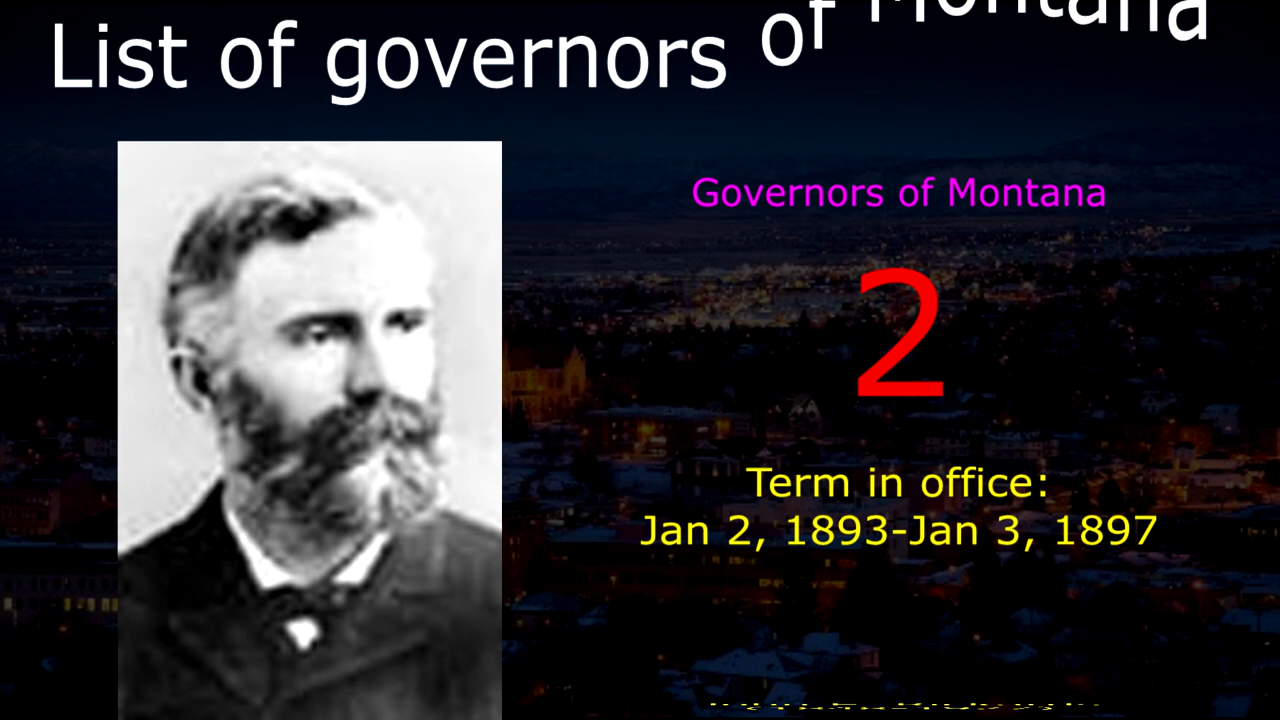 List of governors of Montana
Governors of Montana
2
Term in office:
Jan 2, 1893-Jan 3, 1897